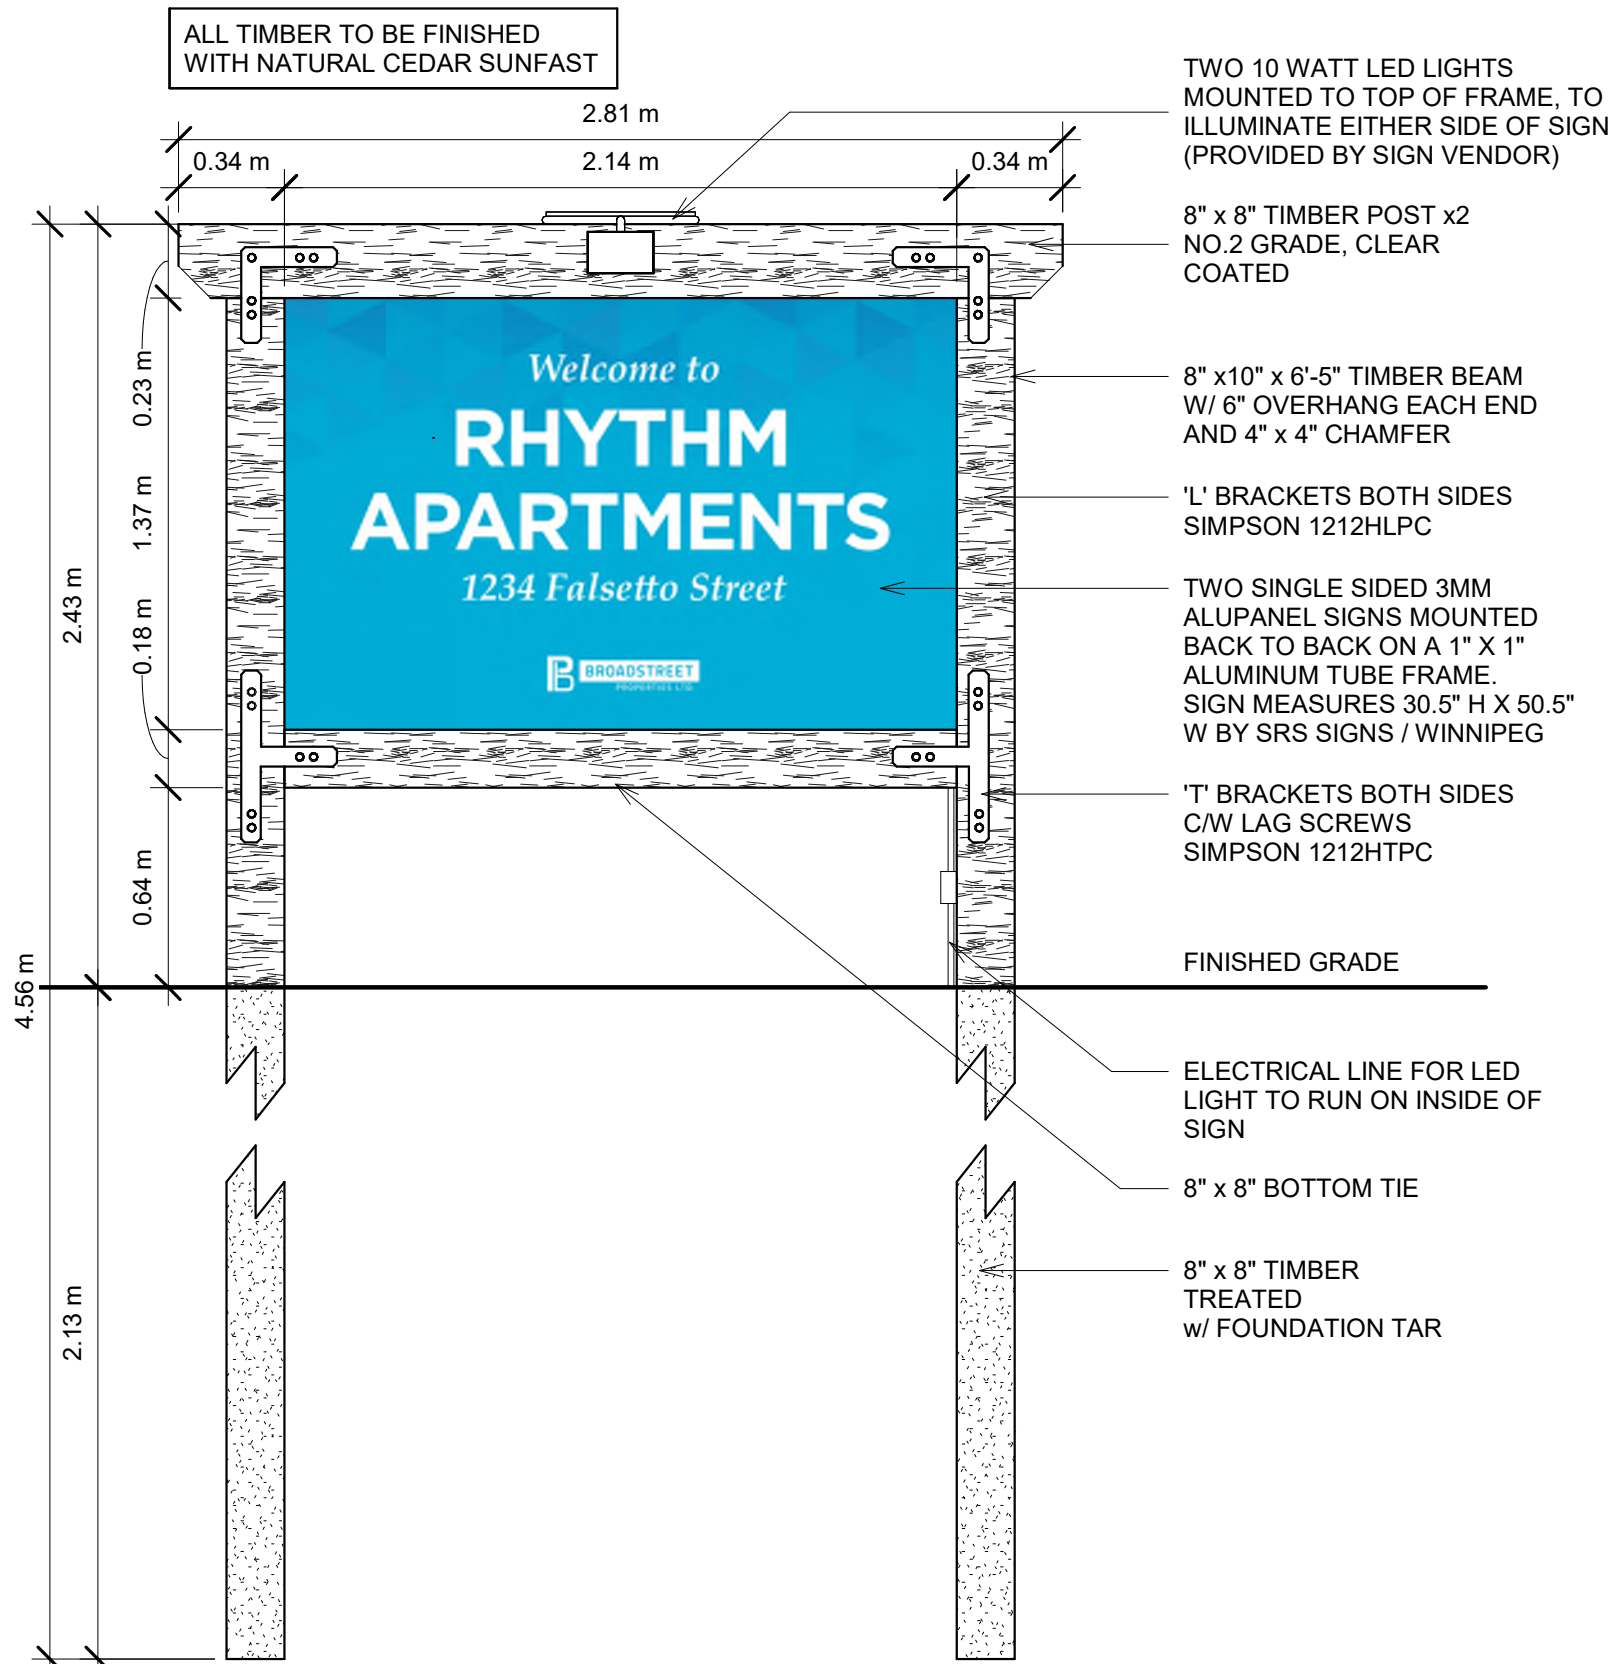 ALL TIMBER TO BE FINISHED
WITH NATURAL CEDAR SUNFAST
2.81 m
0.34 m
2.14 m
0.34 m
0.23 m
1.37 m
0.18 m
0.64 m
2.43 m
4.56 m
2.13 m
Welcome to
RHYTHM
APARTMENTS
1234 Falsetto Street
B BROADSTREET
PROPERTIES LTD.
TWO 10 WATT LED LIGHTS
MOUNTED TO TOP OF FRAME, TO
ILLUMINATE EITHER SIDE OF SIGN
(PROVIDED BY SIGN VENDOR)
8" x 8" TIMBER POST x2
NO.2 GRADE, CLEAR
COATED
8" x10" x 6'-5" TIMBER BEAM
W/ 6" OVERHANG EACH END
AND 4" x 4" CHAMFER
'L' BRACKETS BOTH SIDES
SIMPSON 1212HLPC
TWO SINGLE SIDED 3MM
ALUPANEL SIGNS MOUNTED
BACK TO BACK ON A 1" X 1"
ALUMINUM TUBE FRAME.
SIGN MEASURES 30.5" H X 50.5"
W BY SRS SIGNS / WINNIPEG
'T' BRACKETS BOTH SIDES
C/W LAG SCREWS
SIMPSON 1212HTPC
FINISHED GRADE
ELECTRICAL LINE FOR LED
LIGHT TO RUN ON INSIDE OF
SIGN
8" x 8" BOTTOM TIE
8" x 8" TIMBER
TREATED
w/ FOUNDATION TAR